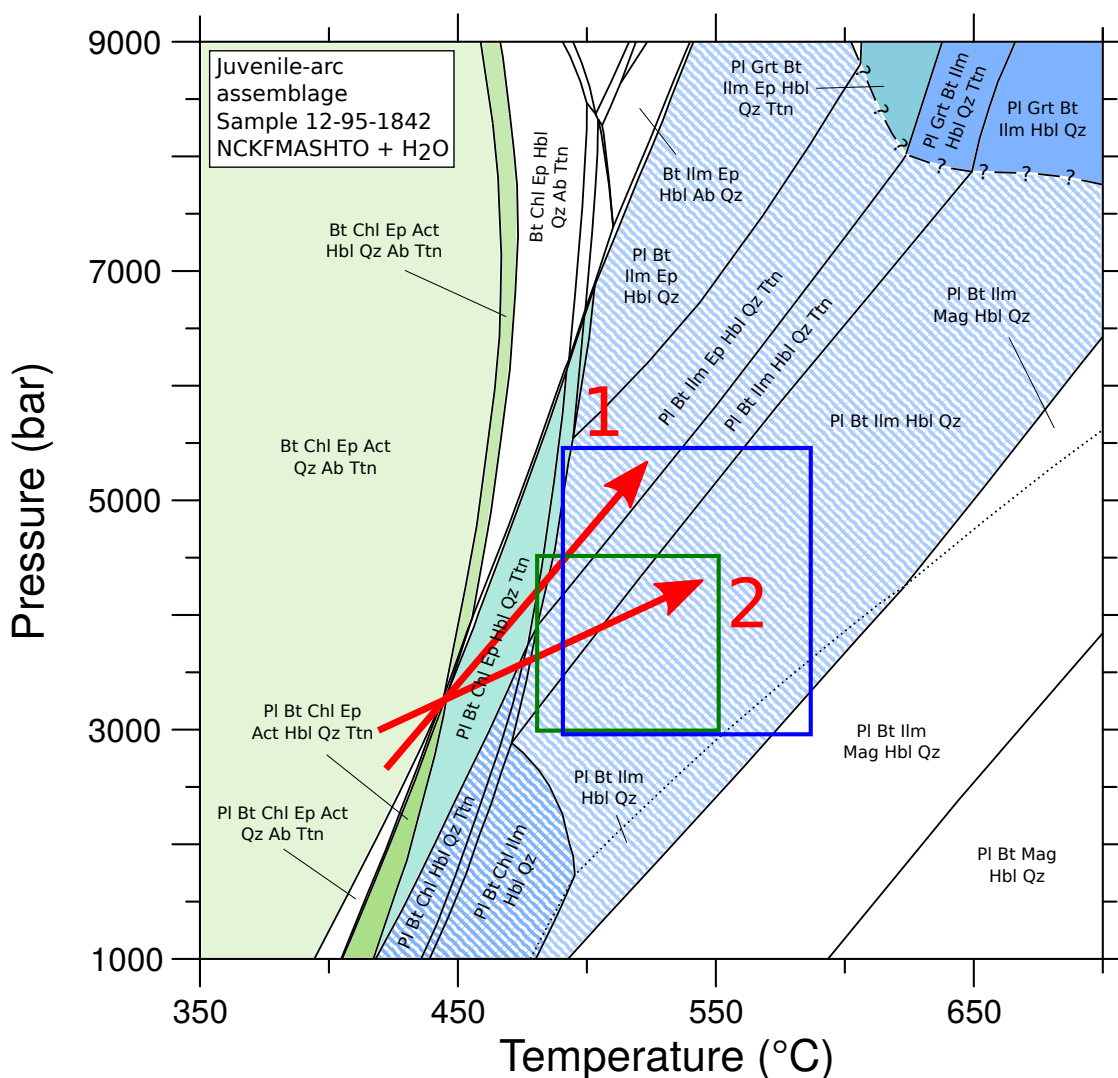 9000
7000
5000
3000
1000
Pressure (bar)
350
450
550
650
Temperature (°C)
Juvenile-arc
assemblage
Sample 12-95-1842
NCKFMASHTO + H2O
Bt Chl Ep Act
Hbl Qz Ab Ttn
Bt Chl Ep Hbl
Qz Ab Ttn
Bt Ilm Ep
Hbl Ab Qz
Pl Grt Bt
Ilm Ep Hbl
Qz Ttn
Pl Grt Bt Ilm
Hbl Qz Ttn
Pl Grt Bt
Ilm Hbl Qz
? ? ? ? ? ? ?
Pl Bt
Ilm Ep
Hbl Qz
Pl Bt Ilm
Mag Hbl Qz
Pl Bt Ilm Ep Hbl Qz Ttn
Pl Bt Ilm Hbl Qz Ttn
Pl Bt Ilm Hbl Qz
Bt Chl Ep Act
Qz Ab Ttn
1
2
Pl Bt Chl Ep Hbl Qz Ttn
Pl Bt Chl Ep
Act Hbl Qz Ttn
Pl Bt Chl Ep Act
Qz Ab Ttn
Pl Bt Chl Hbl Qz Ttn
Pl Bt Chl Ilm
Hbl Qz
Pl Bt Ilm
Hbl Qz
Pl Bt Ilm
Mag Hbl Qz
Pl Bt Mag
Hbl Qz